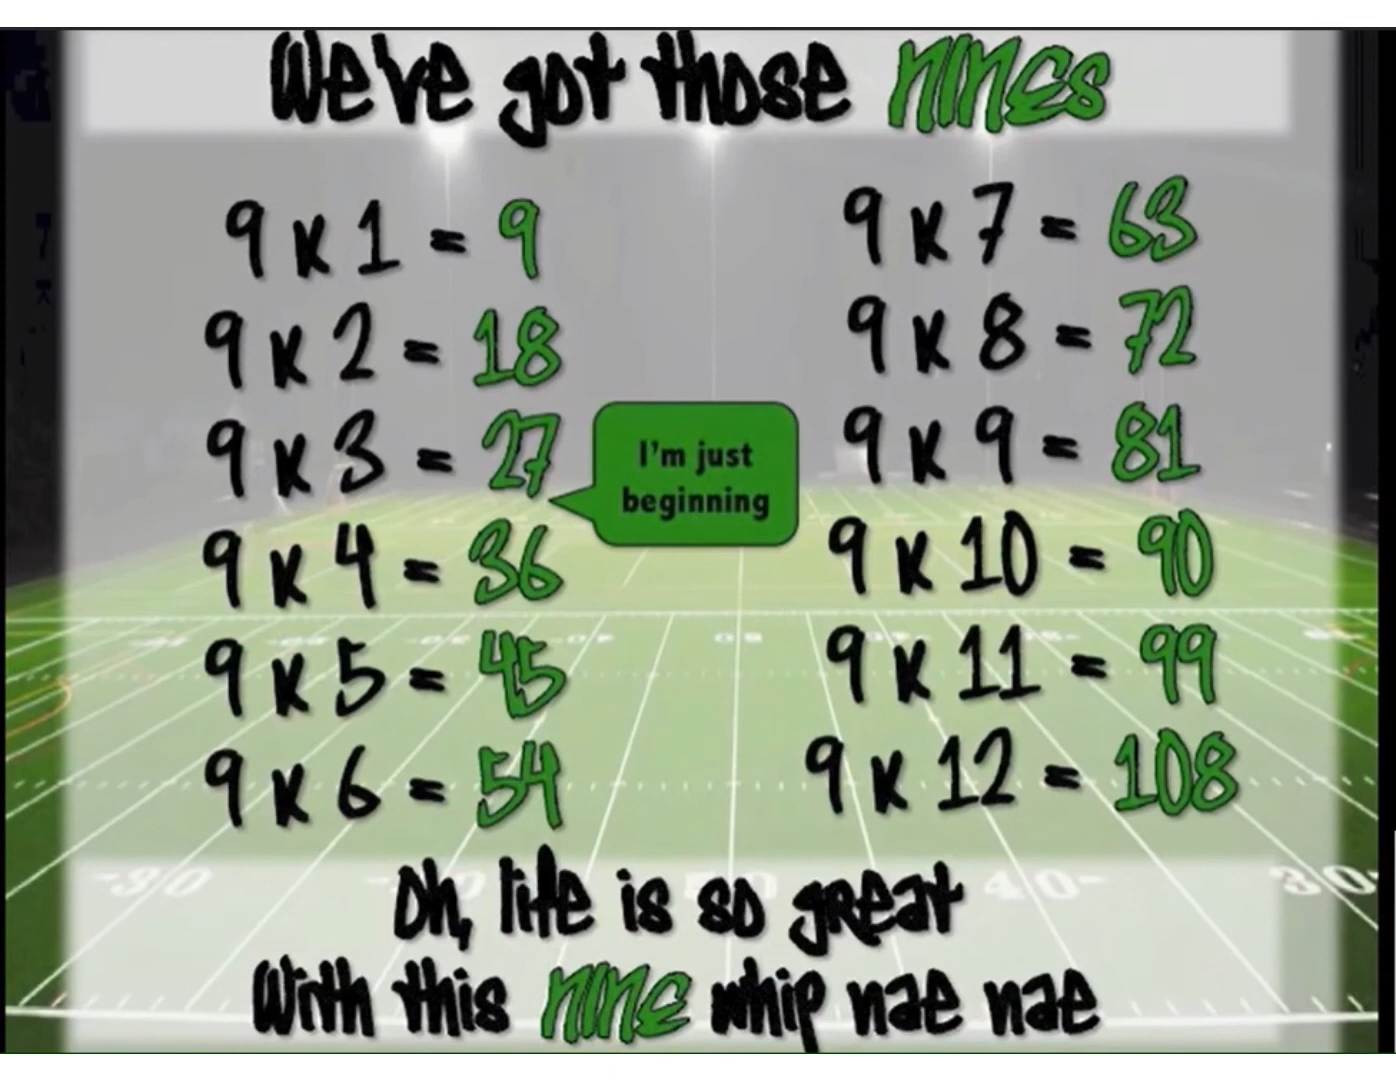 We've got those nines
9 x 1 = 9
9 x 2 = 18
9 x 3 = 27
9 x 4 = 36
9 x 5 = 45
9 x 6 = 54
I'm just
beginning
9 x 7 = 63
9 x 8 = 72
9 x 9 = 81
9 x 10 = 90
9 x 11 = 99
9 x 12 = 108
Oh, life is so great
With this nine whip nae nae